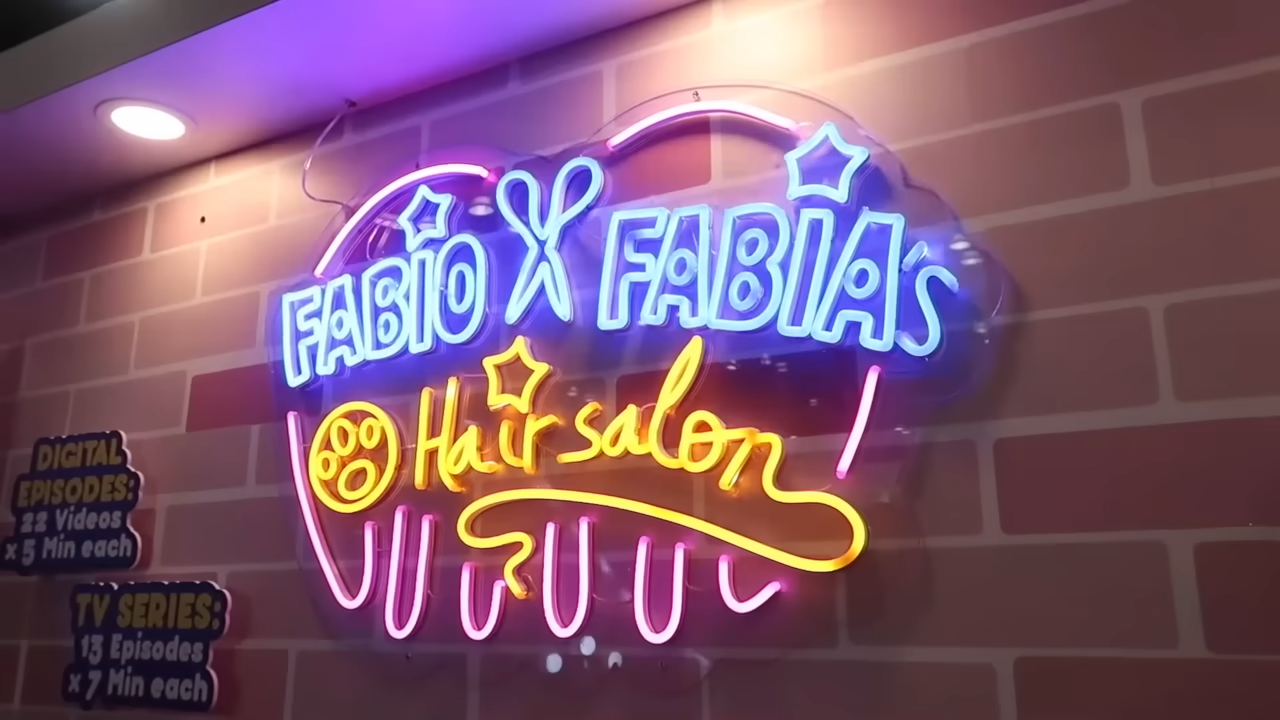 FABIO FABIA's
Hair salon
DIGITAL
EPISODES:
22 Videos
x 5 Min each
TV SERIES:
13 Episodes
x 7 Min each